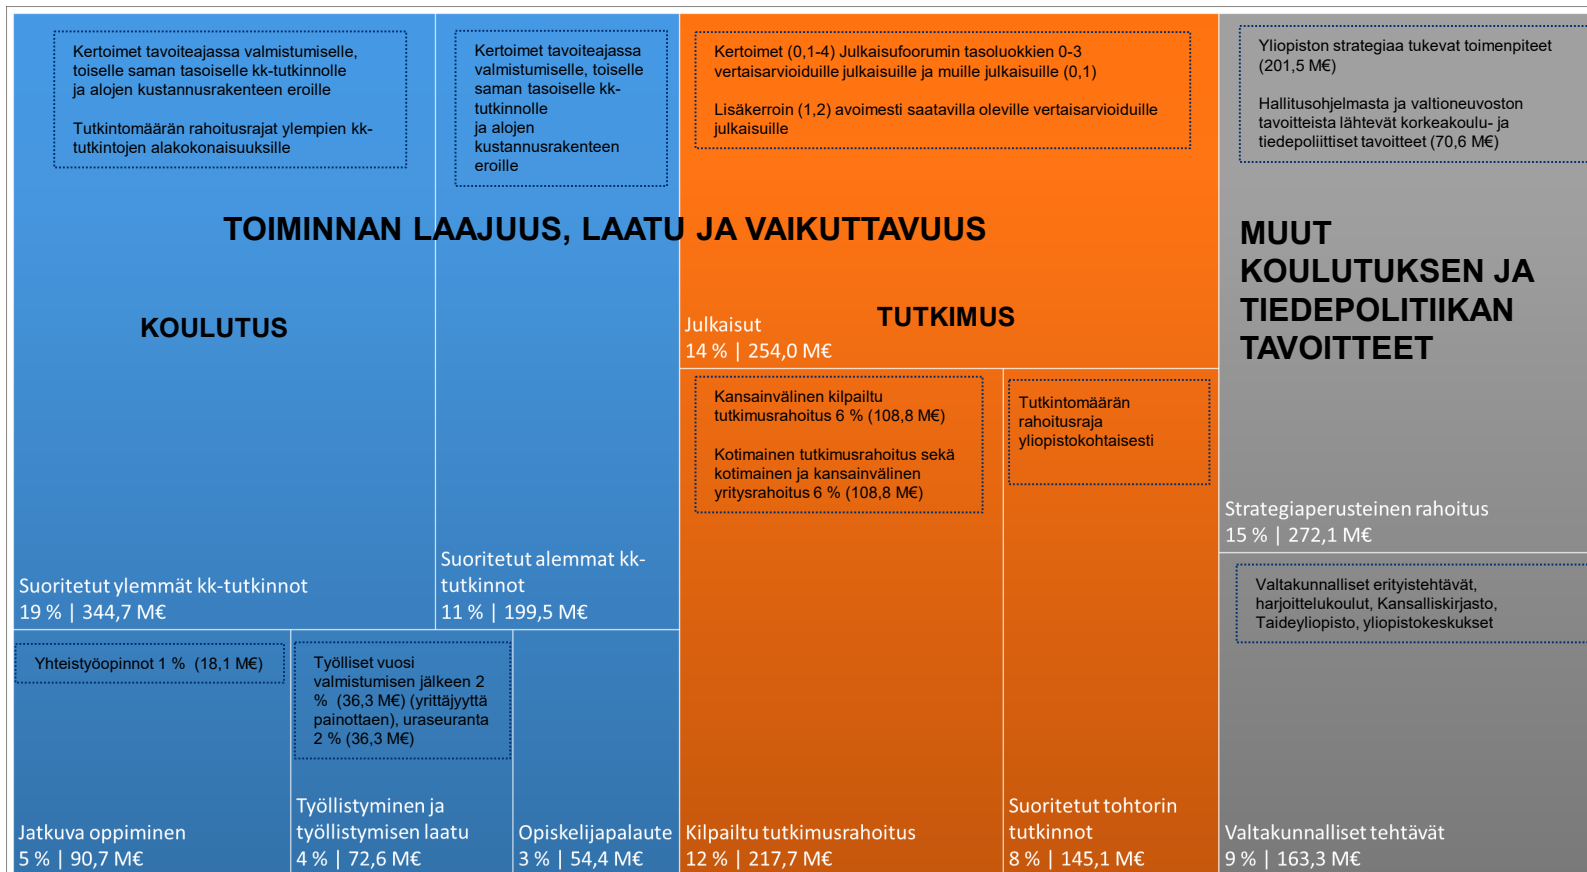 Kertoimet tavoiteajassa valmistumiselle,
toiselle saman tasoiselle kk-tutkinnolle
ja alojen kustannusrakenteen eroille
Tutkintomäärän rahoitusrajat ylempien kk-
tutkintojen alakokonaisuuksille
Kertoimet tavoiteajassa
valmistumiselle, toiselle
saman tasoiselle kk-
tutkinnolle
ja alojen
kustannusrakenteen
eroille
Kertoimet (0,1-4) Julkaisufoorumin tasoluokkien 0-3
vertaisarvioiduille julkaisuille ja muille julkaisuille (0,1)
Lisäkerroin (1,2) avoimesti saatavilla oleville vertaisarvioiduille
julkaisuille
Yliopiston strategiaa tukevat toimenpiteet
(201,5 M€)
Hallitusohjelmasta ja valtioneuvoston
tavoitteista lähtevät korkeakoulu- ja
tiedepoliittiset tavoitteet (70,6 M€)
TOIMINNAN LAAJUUS, LAATU JA VAIKUTTAVUUS
MUUT
KOULUTUKSEN JA
TIEDEPOLITIIKAN
TAVOITTEET
KOULUTUS
TUTKIMUS
Julkaisut
14 % | 254,0 M€
Kansainvälinen kilpailtu
tutkimusrahoitus 6 % (108,8 M€)
Kotimainen tutkimusrahoitus sekä
kotimainen ja kansainvälinen
yritysrahoitus 6 % (108,8 M€)
Tutkintomäärän
rahoitusraja
yliopistokohtaisesti
Strategiaperusteinen rahoitus
15 % | 272,1 M€
Suoritetut ylemmät kk-tutkinnot
19 % | 344,7 M€
Suoritetut alemmat kk-
tutkinnot
11 % | 199,5 M€
Valtakunnalliset erityistehtävät,
harjoittelukoulut, Kansalliskirjasto,
Taideyliopisto, yliopistokeskukset
Yhteistyöopinnot 1 % (18,1 M€)
Työlliset vuosi
valmistumisen jälkeen 2
% (36,3 M€) (yrittäjyyttä
painottaen), uraseuranta
2 % (36,3 M€)
Jatkuva oppiminen
5 % | 90,7 M€
Työllistyminen ja
työllistymisen laatu
4 % | 72,6 M€
Opiskelijapalaute
3 % | 54,4 M€
Kilpailtu tutkimusrahoitus
12 % | 217,7 M€
Suoritetut tohtorin
tutkinnot
8 % | 145,1 M€
Valtakunnalliset tehtävät
9 % | 163,3 M€